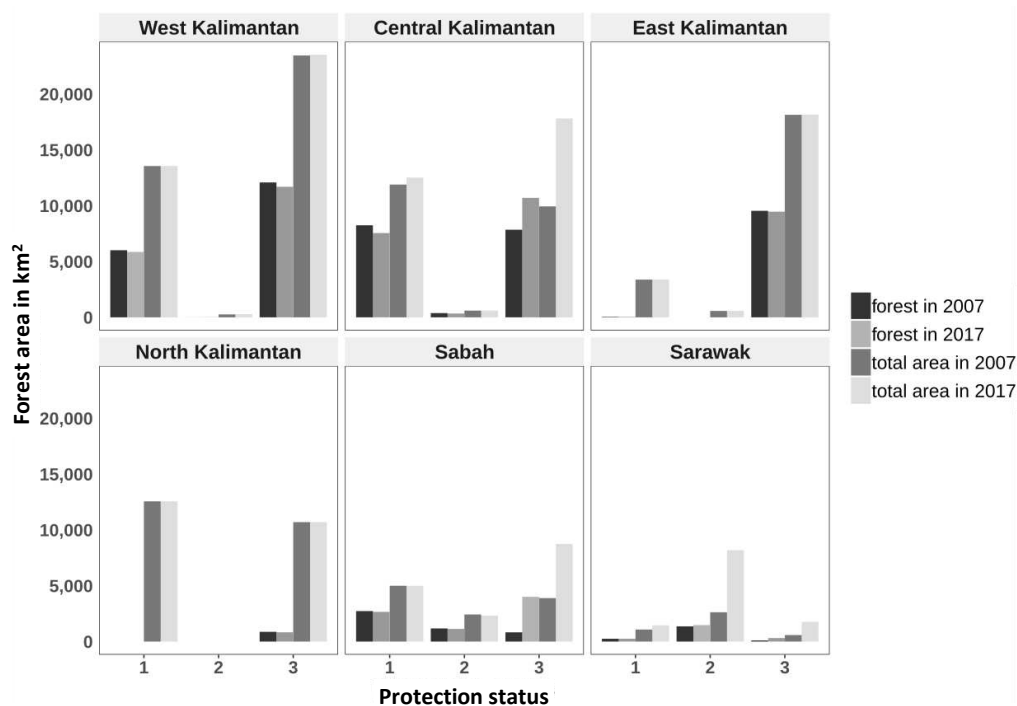 West Kalimantan
Central Kalimantan
East Kalimantan
20,000
15,000
10,000
5,000
0
North Kalimantan
Sabah
Sarawak
20,000
15,000
10,000
5,000
0
1 2 3
1 2 3
1 2 3
Forest area in km²
Protection status
forest in 2007
forest in 2017
total area in 2007
total area in 2017